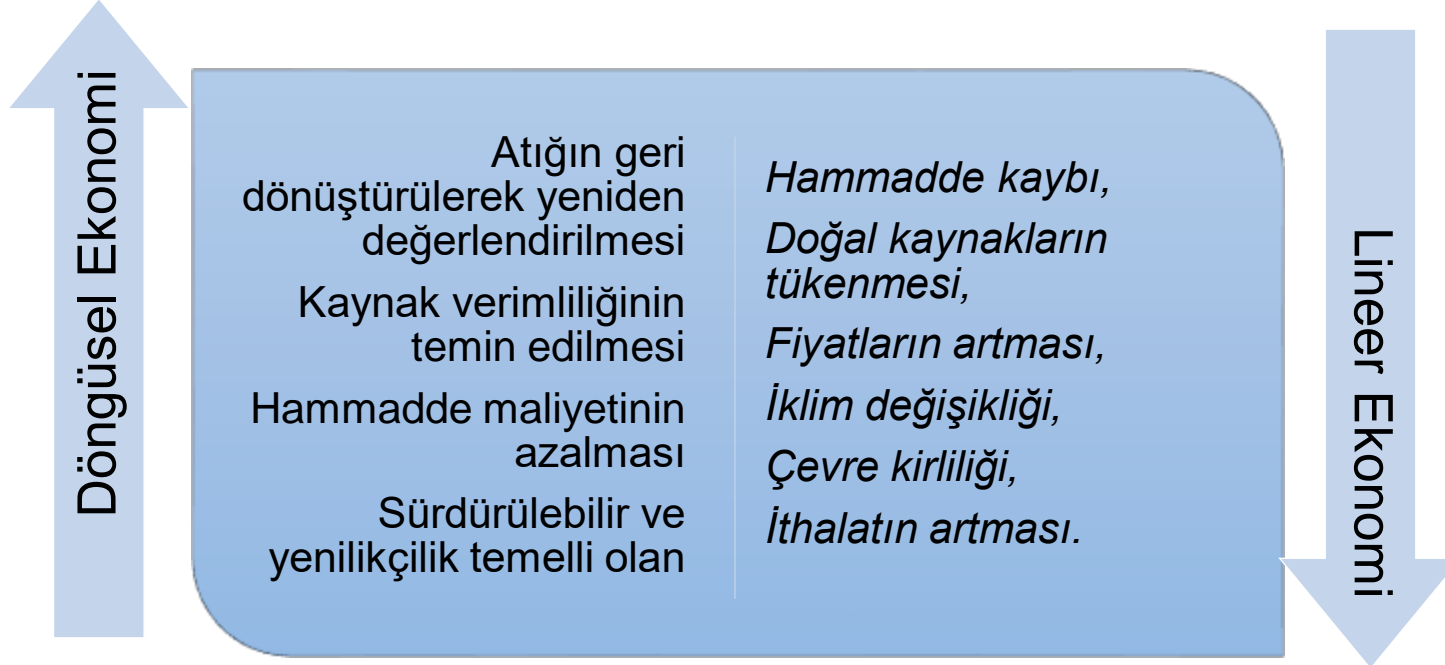 Döngüsel Ekonomi
Atığın geri
dönüştürülerek yeniden
değerlendirilmesi
Kaynak verimliliğinin
temin edilmesi
Hammadde maliyetinin
azalması
Sürdürülebilir ve
yenilikçilik temelli olan
Hammadde kaybı,
Doğal kaynakların
tükenmesi,
Fiyatların artması,
İklim değişikliği,
Çevre kirliliği,
İthalatın artması.
Lineer Ekonomi